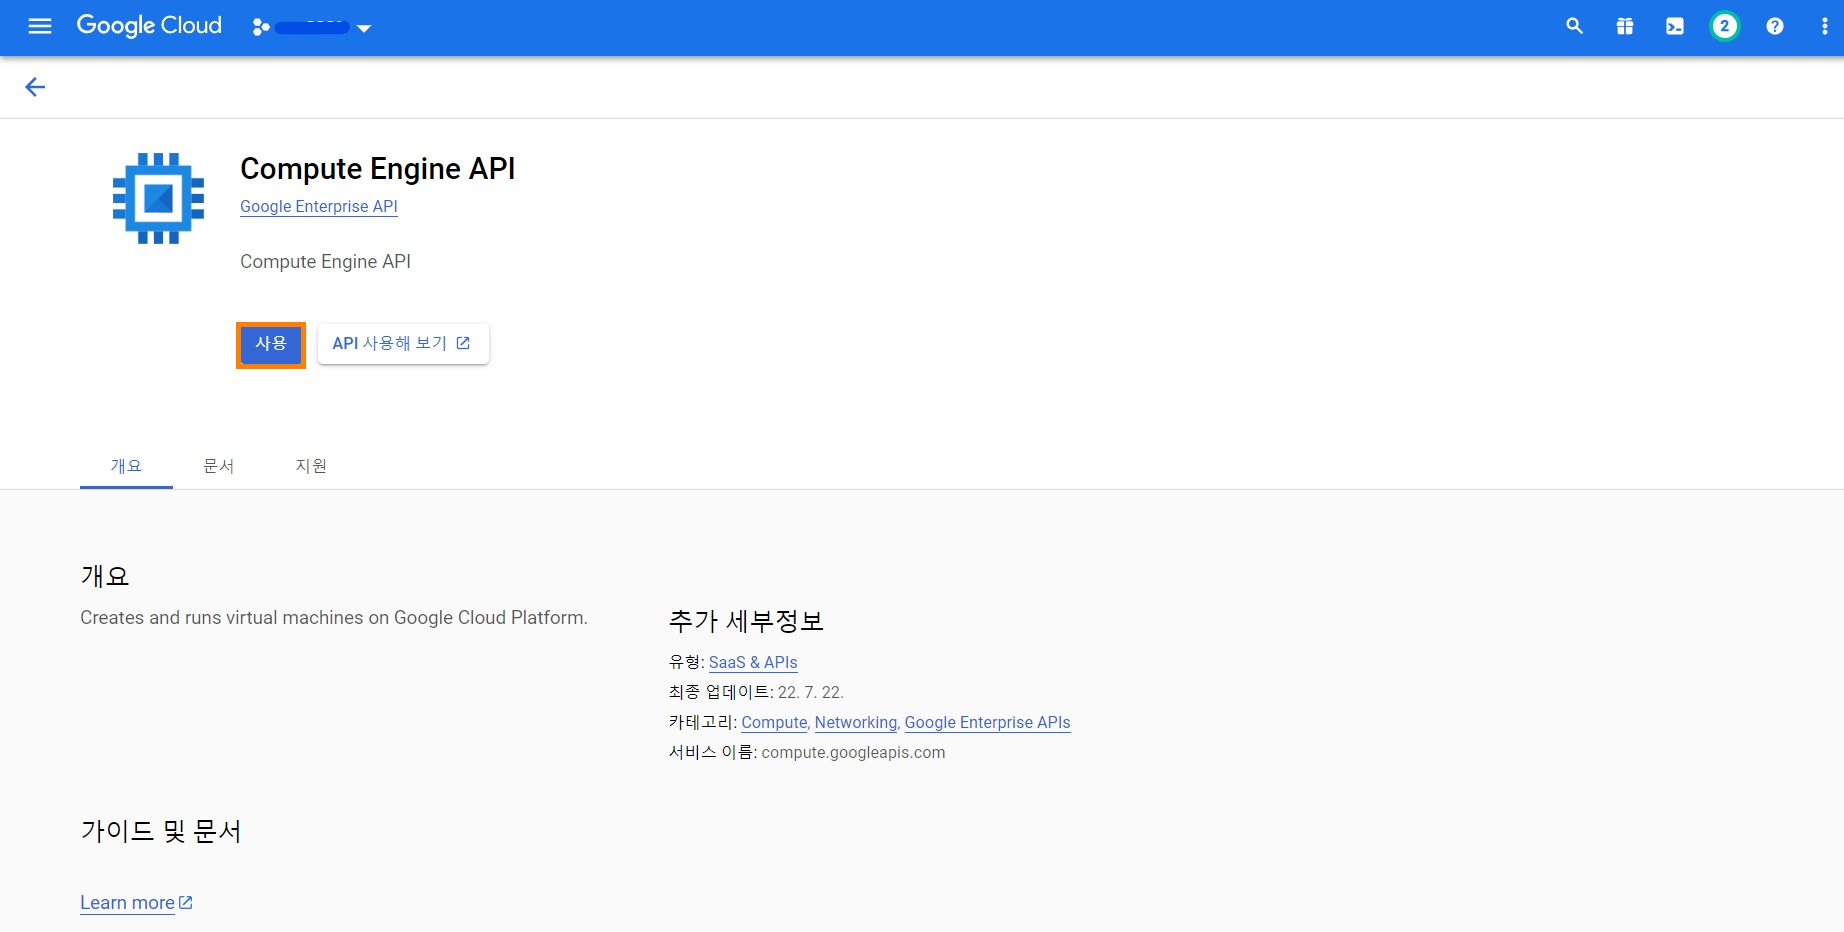 Google Cloud
2
Compute Engine API
Google Enterprise API
Compute Engine API
사용
API 사용해 보기
개요 문서 지원
개요
Creates and runs virtual machines on Google Cloud Platform.
추가 세부정보
유형: SaaS & APIs
최종 업데이트: 22. 7. 22.
카테고리: Compute, Networking, Google Enterprise APIs
서비스 이름: compute.googleapis.com
가이드 및 문서
Learn more